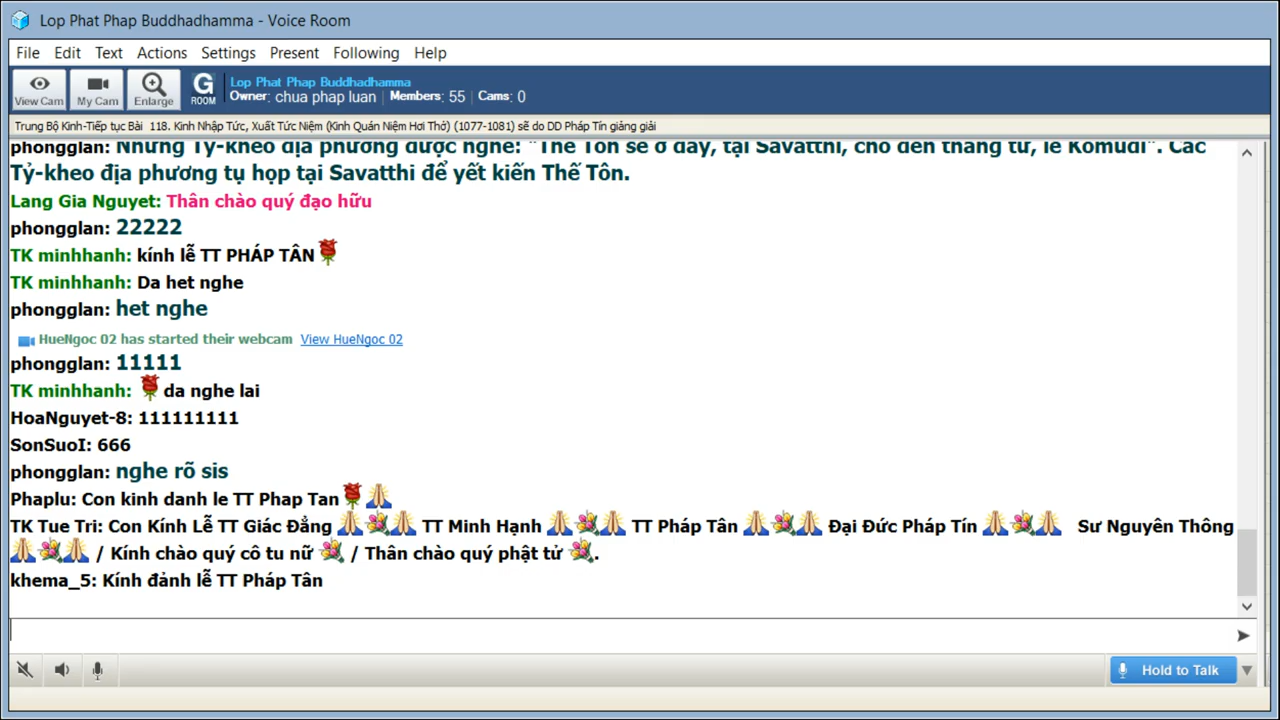 Lop Phat Phap Buddhadhamma - Voice Room
File Edit Text Actions Settings Present Following Help
View Cam My Cam Enlarge G ROOM Lop Phat Phap Buddhadhamma
Owner: chua phap luan | Members: 55 | Cams: 0
Trung Bộ Kinh-Tiếp tục Bài 118. Kinh Nhập Tức, Xuất Tức Niệm (Kinh Quán Niệm Hơi Thở) (1077-1081) sẽ do DD Pháp Tín giảng giải
phongglan: Những Tỷ-kheo địa phương được nghe: "Thế Tôn sẽ ở đây, tại Savatthi, cho đến tháng tư, lễ Komudi". Các
Tỷ-kheo địa phương tụ họp tại Savatthi để yết kiến Thế Tôn.
Lang Gia Nguyet: Thân chào quý đạo hữu
phongglan: 22222
TK minhhanh: kính lễ TT PHÁP TÂN
TK minhhanh: Da het nghe
phongglan: het nghe
HueNgoc 02 has started their webcam View HueNgoc 02
phongglan: 11111
TK minhhanh: da nghe lai
HoaNguyet-8: 111111111
SonSuoI: 666
phongglan: nghe rõ sis
Phaplu: Con kinh danh le TT Phap Tan
TK Tue Tri: Con Kính Lễ TT Giác Đẳng TT Minh Hạnh TT Pháp Tân Đại Đức Pháp Tín Sư Nguyên Thông
/ Kính chào quý cô tu nữ / Thân chào quý phật tử .
khema_5: Kính đảnh lễ TT Pháp Tân
Hold to Talk